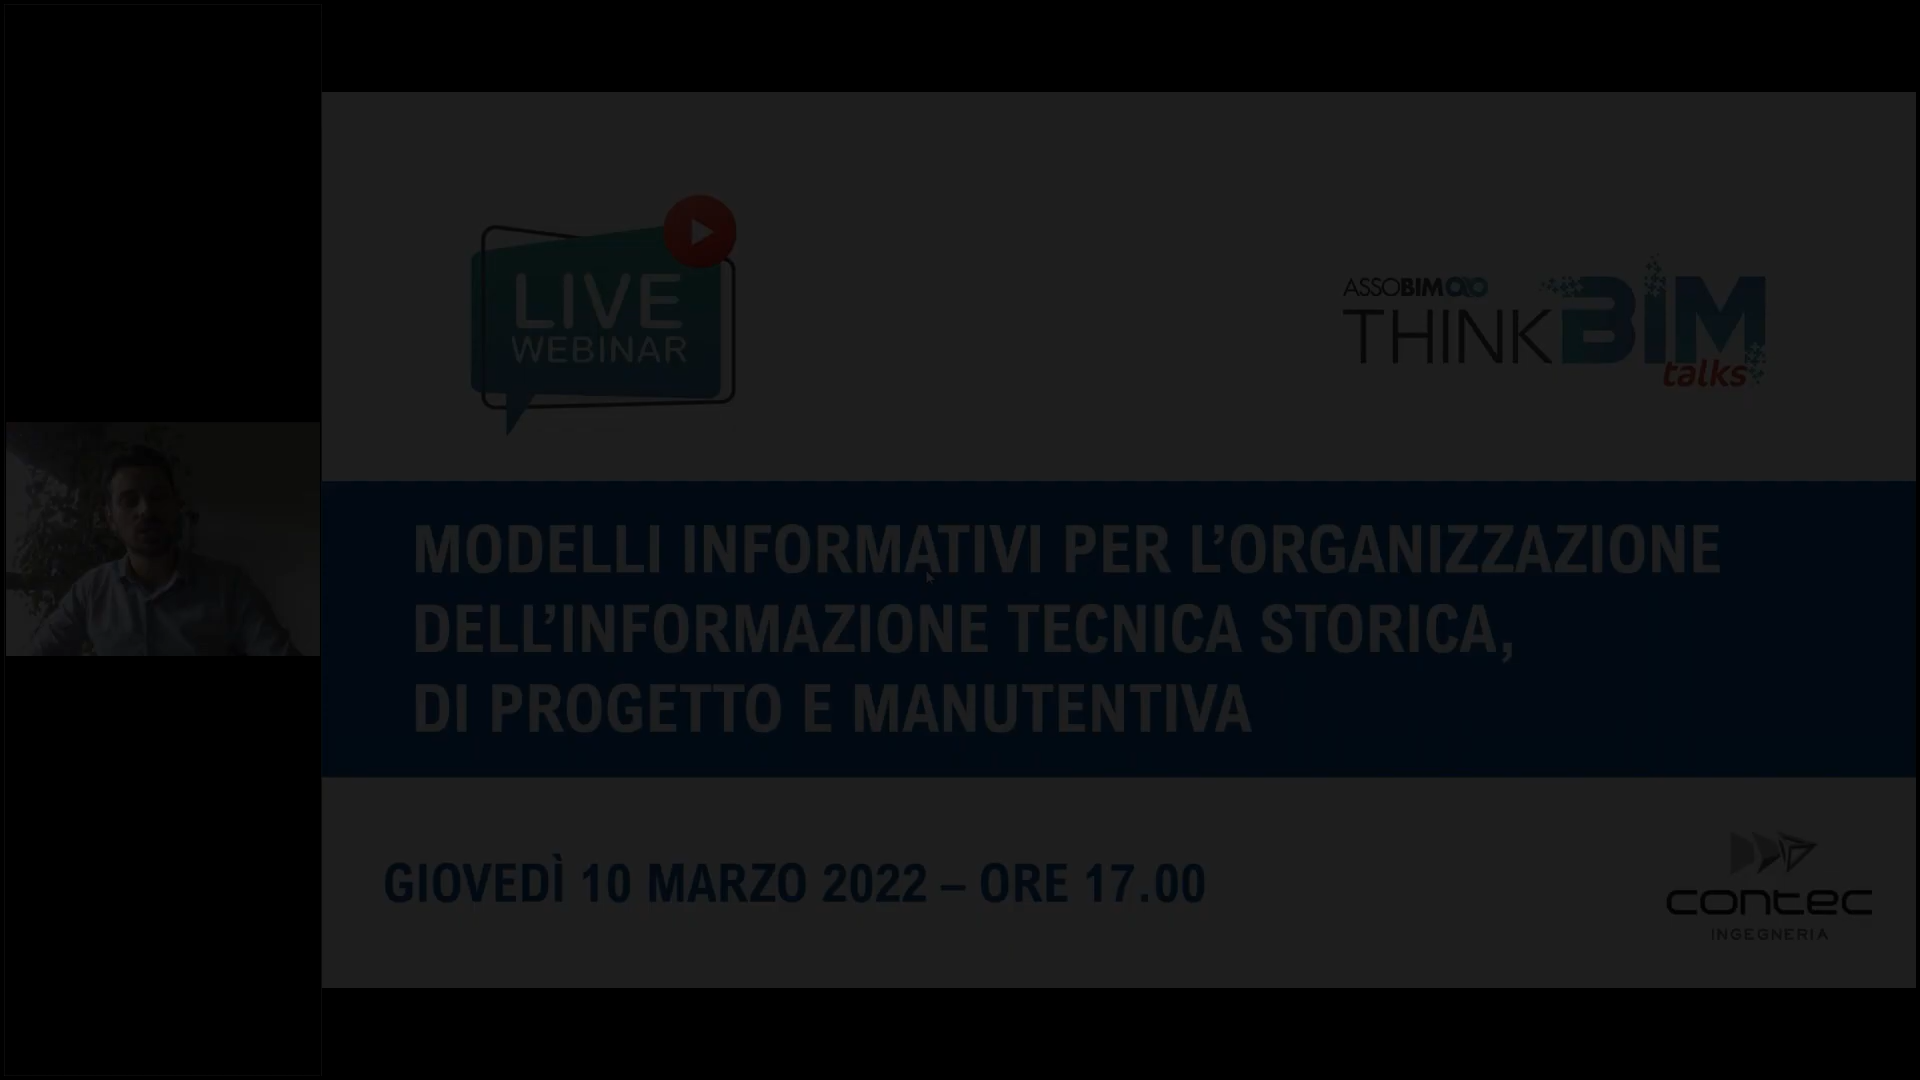 LIVE
WEBINAR
ASSOBIM
THINKBIM
talks
MODELLI INFORMATIVI PER L’ORGANIZZAZIONE
DELL’INFORMAZIONE TECNICA STORICA,
DI PROGETTO E MANUTENTIVA
GIOVEDÌ 10 MARZO 2022 – ORE 17.00
contec
INGEGNERIA